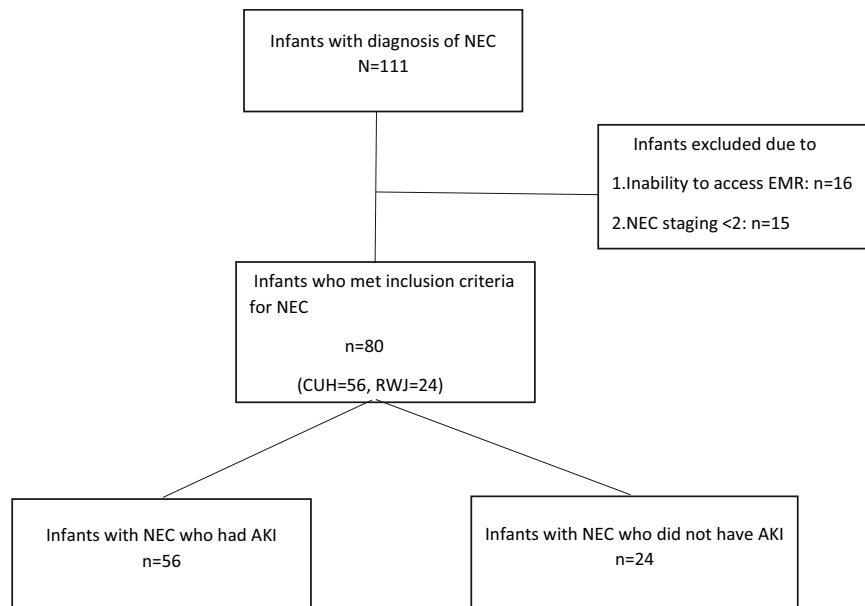 Infants with diagnosis of NEC
N=111
Infants excluded due to
1.Inability to access EMR: n=16
2.NEC staging <2: n=15
Infants who met inclusion criteria
for NEC
n=80
(CUH=56, RWJ=24)
Infants with NEC who had AKI
n=56
Infants with NEC who did not have AKI
n=24